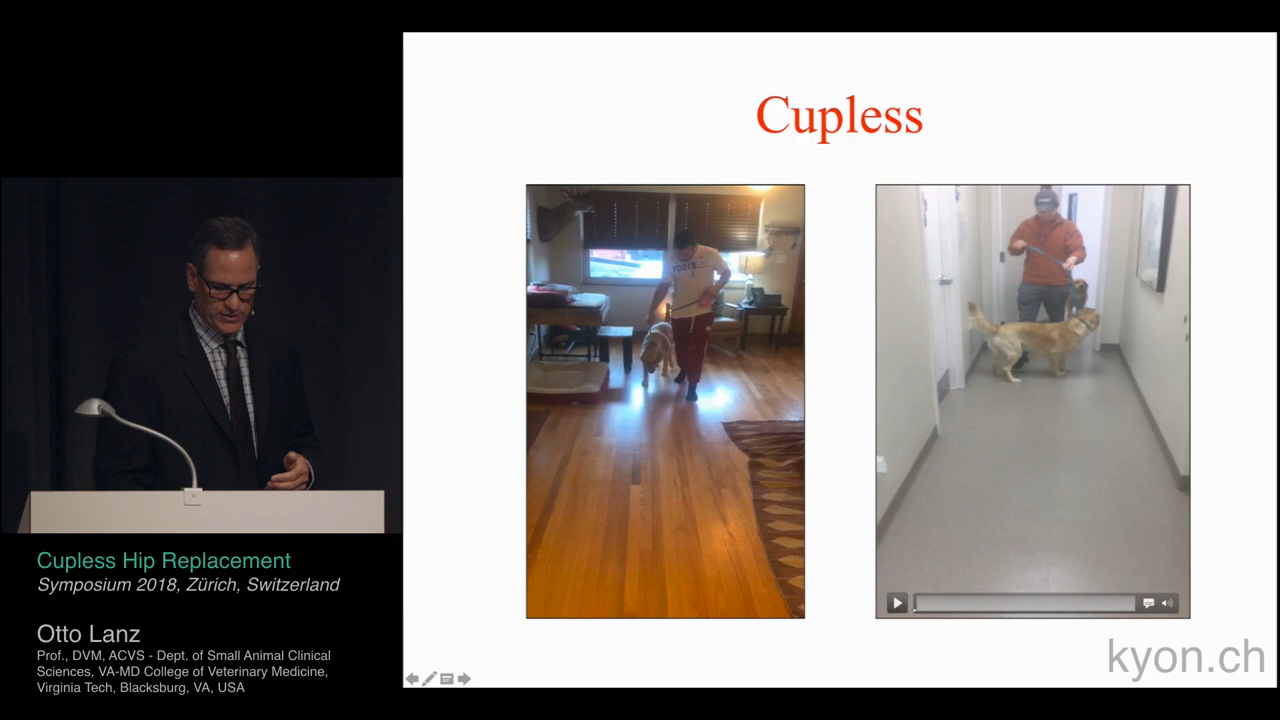 Cupless
FOOTB
Cupless Hip Replacement
Symposium 2018, Zürich, Switzerland
Otto Lanz
Prof., DVM, ACVS - Dept. of Small Animal Clinical
Sciences, VA-MD College of Veterinary Medicine,
Virginia Tech, Blacksburg, VA, USA
kyon.ch